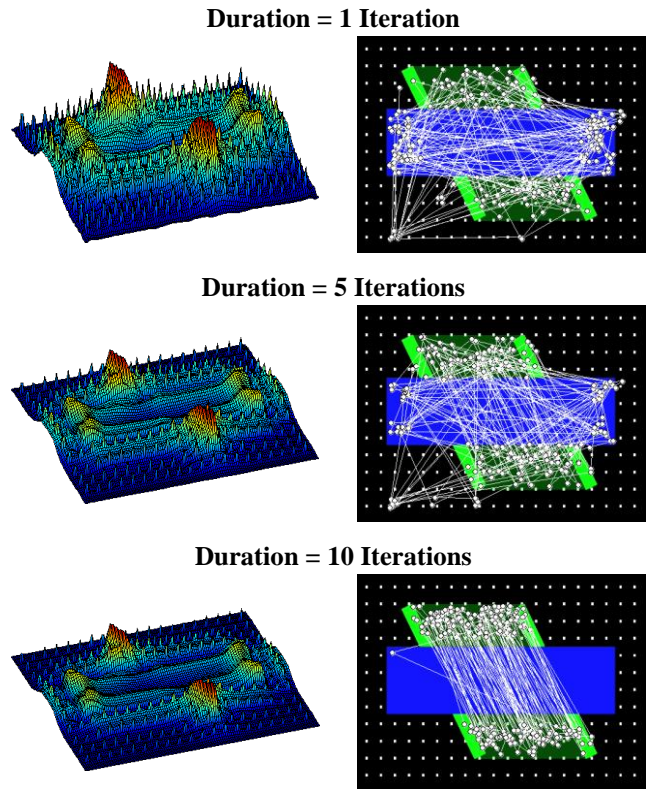 Duration = 1 Iteration
Duration = 5 Iterations
Duration = 10 Iterations